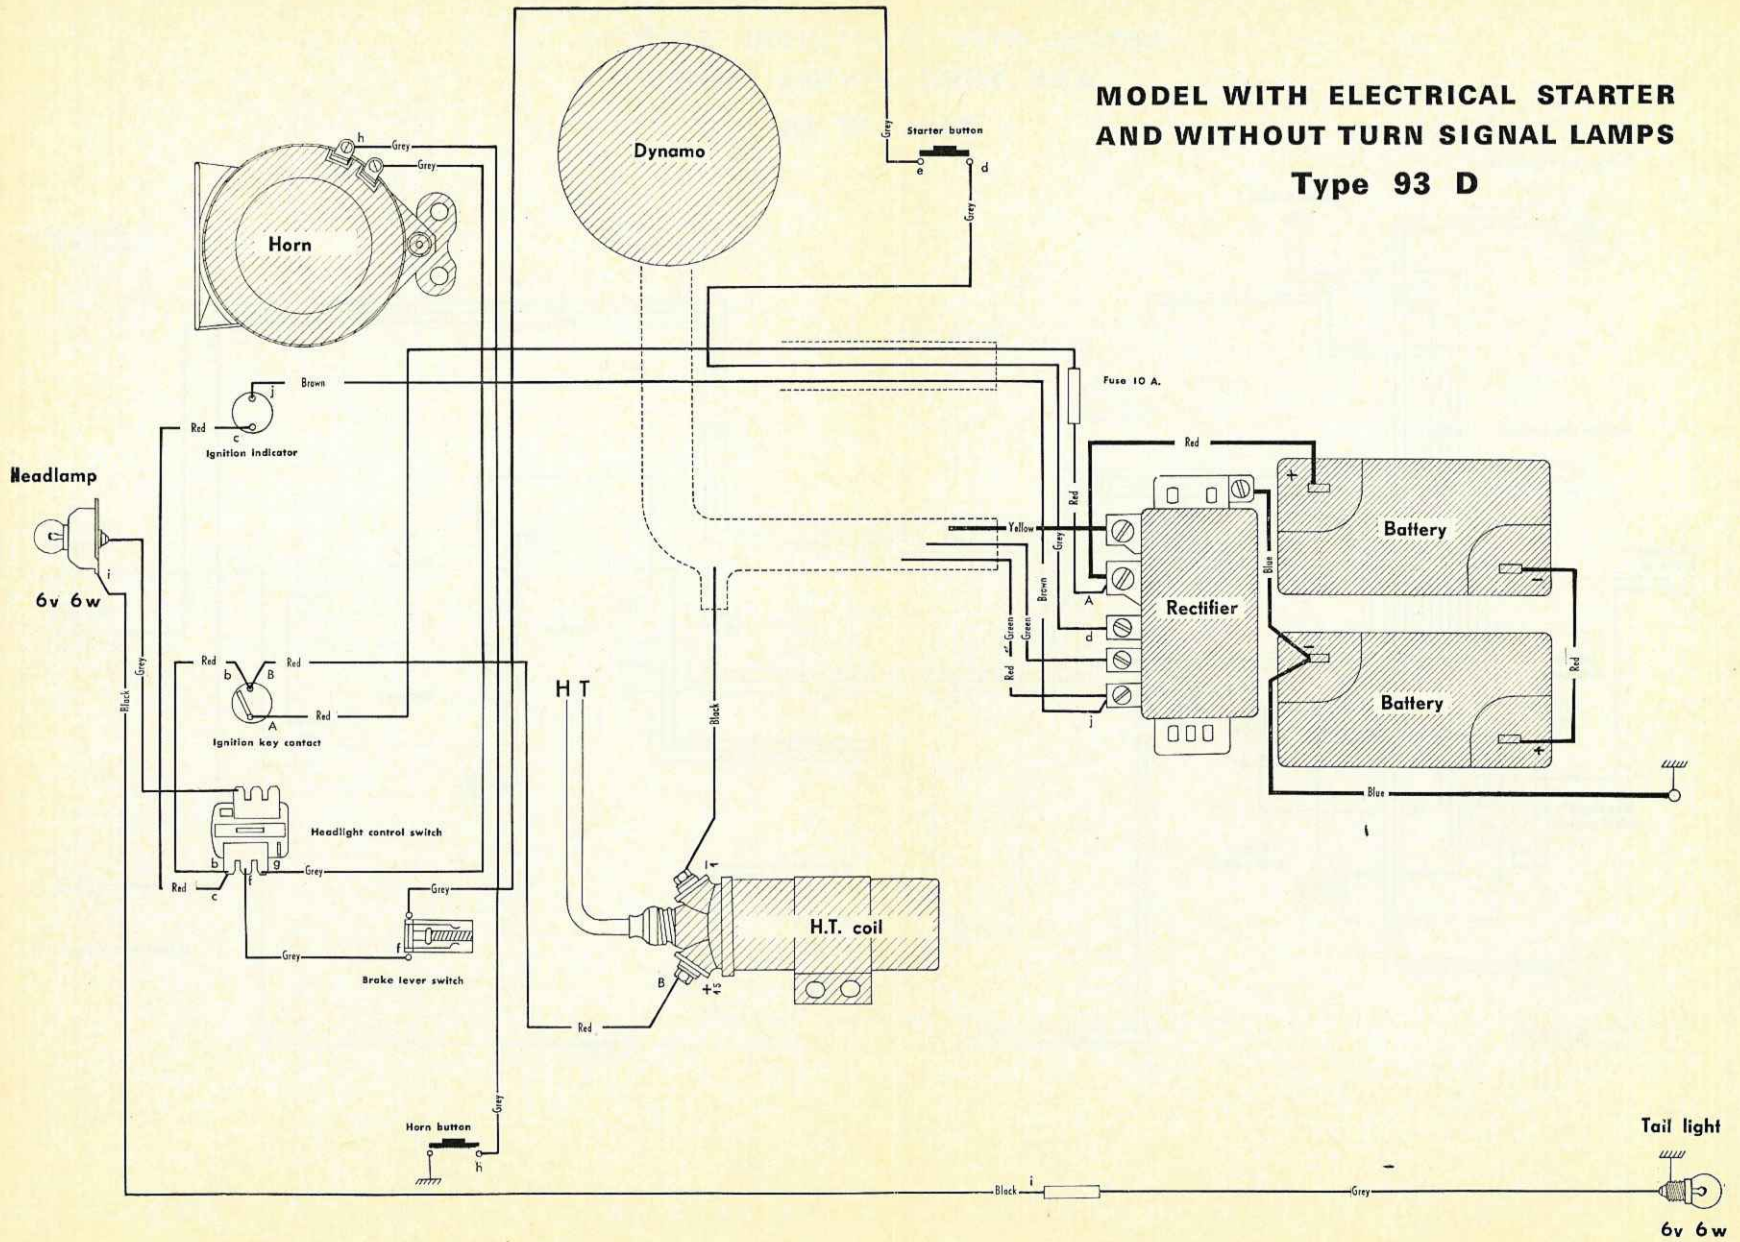 MODEL WITH ELECTRICAL STARTER
AND WITHOUT TURN SIGNAL LAMPS
Type 93 D
Grey
Starter button
e
d
Grey
Dynamo
h
Grey
Grey
Horn
Brown
j
Red
c
Ignition indicator
Fuse 10 A.
Red
Headlamp
i
6v 6w
Grey
Black
Red
b
B
Red
A
Red
Ignition key contact
Headlight control switch
b
f
g
Grey
Red
c
Grey
Grey
f
Brake lever switch
H T
Black
-1
H.T. coil
B
+15
Red
Yellow
Red
Grey
Brown
A
d
Green
Green
Red
j
Rectifier
Blue
+
Battery
-
-
Battery
+
Red
Blue
Grey
Horn button
h
Black
i
Grey
Tail light
6v 6w